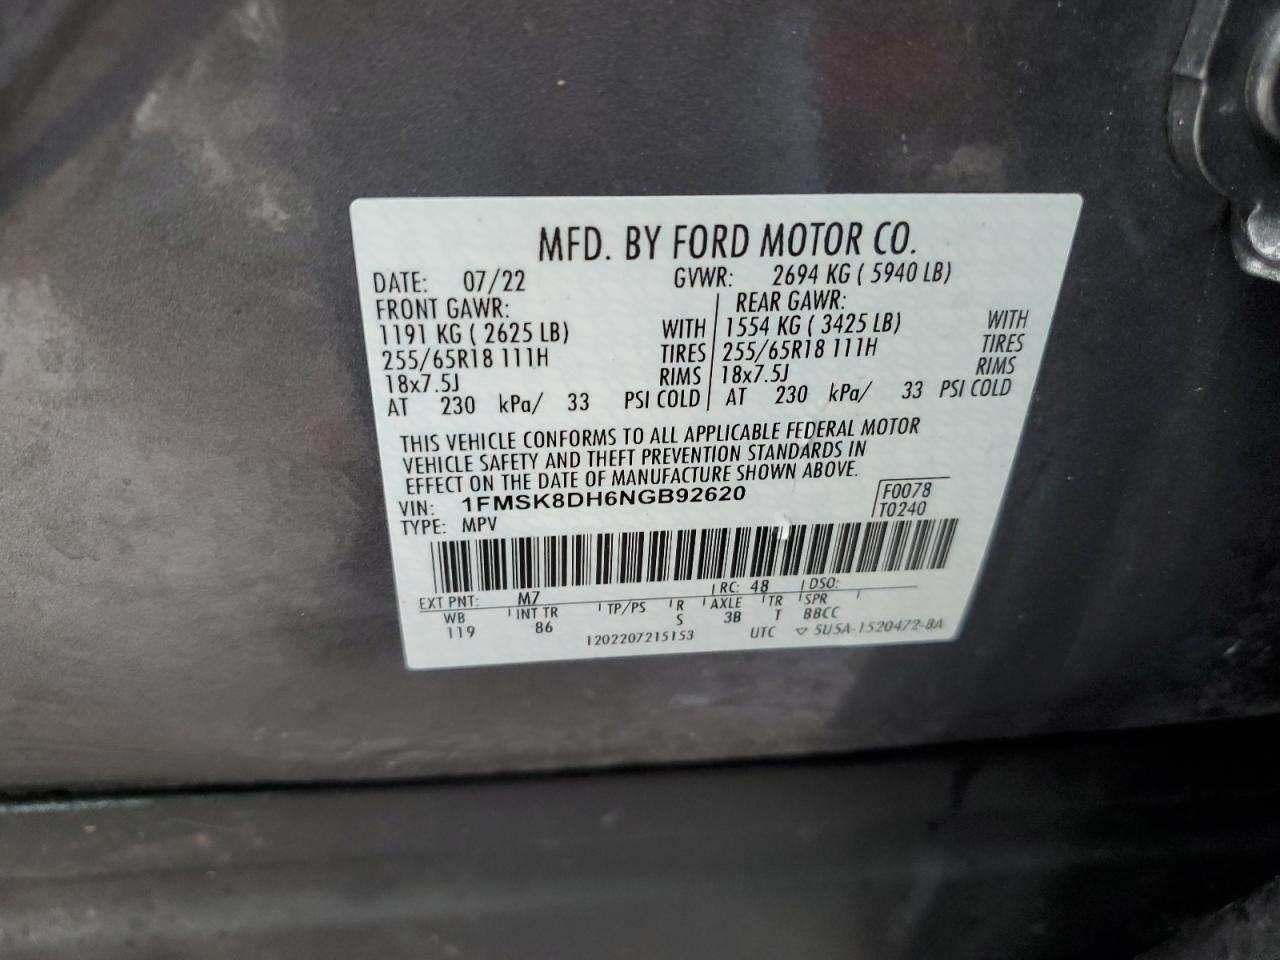 MFD. BY FORD MOTOR CO.
DATE: 07/22 GVWR: 2694 KG ( 5940 LB)
FRONT GAWR: REAR GAWR:
1191 KG ( 2625 LB) WITH 1554 KG ( 3425 LB) WITH
255/65R18 111H TIRES 255/65R18 111H TIRES
18x7.5J RIMS 18x7.5J RIMS
AT 230 kPa/ 33 PSI COLD AT 230 kPa/ 33 PSI COLD
THIS VEHICLE CONFORMS TO ALL APPLICABLE FEDERAL MOTOR
VEHICLE SAFETY AND THEFT PREVENTION STANDARDS IN
EFFECT ON THE DATE OF MANUFACTURE SHOWN ABOVE.
VIN: 1FMSK8DH6NGB92620 F0078
TYPE: MPV T0240
EXT PNT: M7 RC: 48 DSO:
WB INT TR TP/PS R AXLE TR SPR
119 86 S 3B T BBCC
1202207215153 UTC ▽ 5U5A-1520472-BA